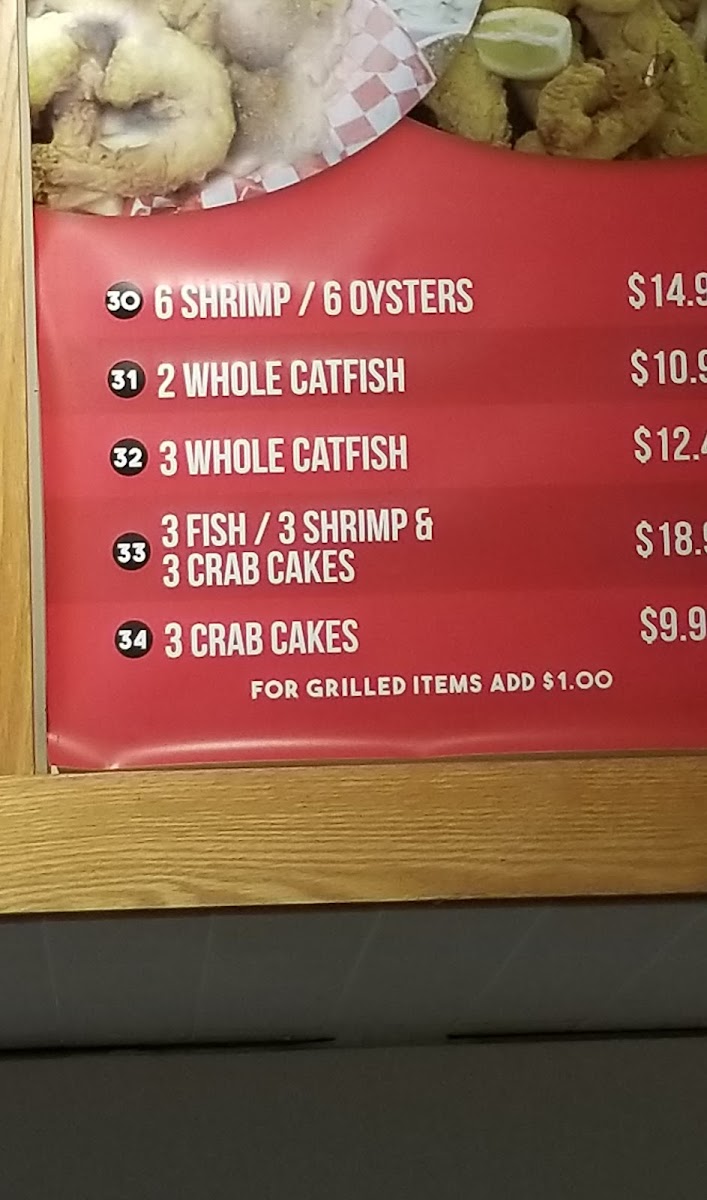 30 6 SHRIMP / 6 OYSTERS $14.9
31 2 WHOLE CATFISH $10.9
32 3 WHOLE CATFISH $12.4
33 3 FISH / 3 SHRIMP &
3 CRAB CAKES $18.9
34 3 CRAB CAKES $9.9
FOR GRILLED ITEMS ADD $1.00